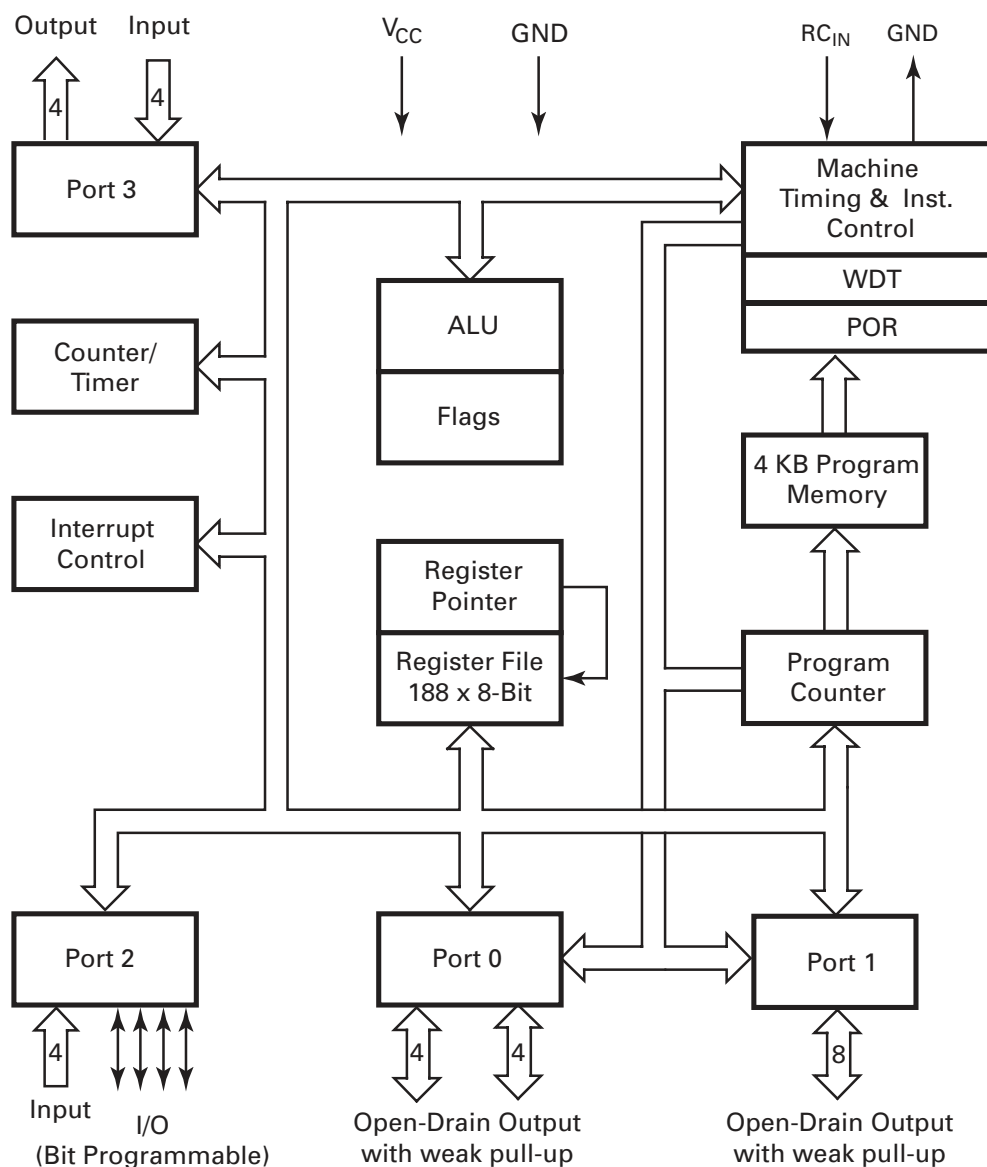 Output
Input
VCC
GND
RCIN
GND
4
4
Port 3
Machine
Timing & Inst.
Control
WDT
POR
ALU
Flags
Counter/
Timer
4 KB Program
Memory
Interrupt
Control
Register
Pointer
Register File
188 x 8-Bit
Program
Counter
Port 2
Port 0
Port 1
4
4
4
8
Input
I/O
(Bit Programmable)
Open-Drain Output
with weak pull-up
Open-Drain Output
with weak pull-up